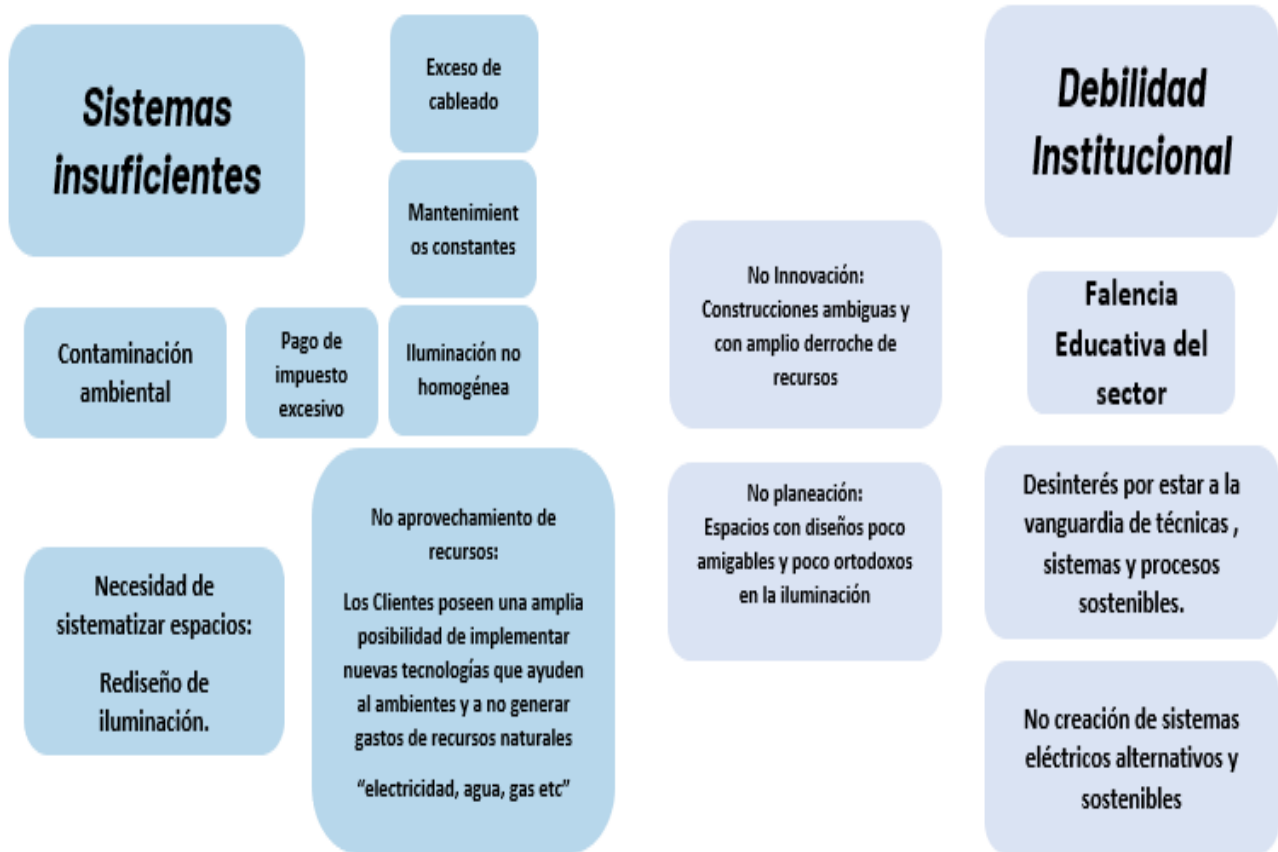 Sistemas
insuficientes
Exceso de
cableado
Mantenimient
os constantes
Contaminación
ambiental
Pago de
impuesto
excesivo
Iluminación no
homogénea
Necesidad de
sistematizar espacios:
Rediseño de
iluminación.
No aprovechamiento de
recursos:
Los Clientes poseen una amplia
posibilidad de implementar
nuevas tecnologías que ayuden
al ambientes y a no generar
gastos de recursos naturales
“electricidad, agua, gas etc”
Debilidad
Institucional
No Innovación:
Construcciones ambiguas y
con amplio derroche de
recursos
Falencia
Educativa del
sector
No planeación:
Espacios con diseños poco
amigables y poco ortodoxos
en la iluminación
Desinterés por estar a la
vanguardia de técnicas ,
sistemas y procesos
sostenibles.
No creación de sistemas
eléctricos alternativos y
sostenibles